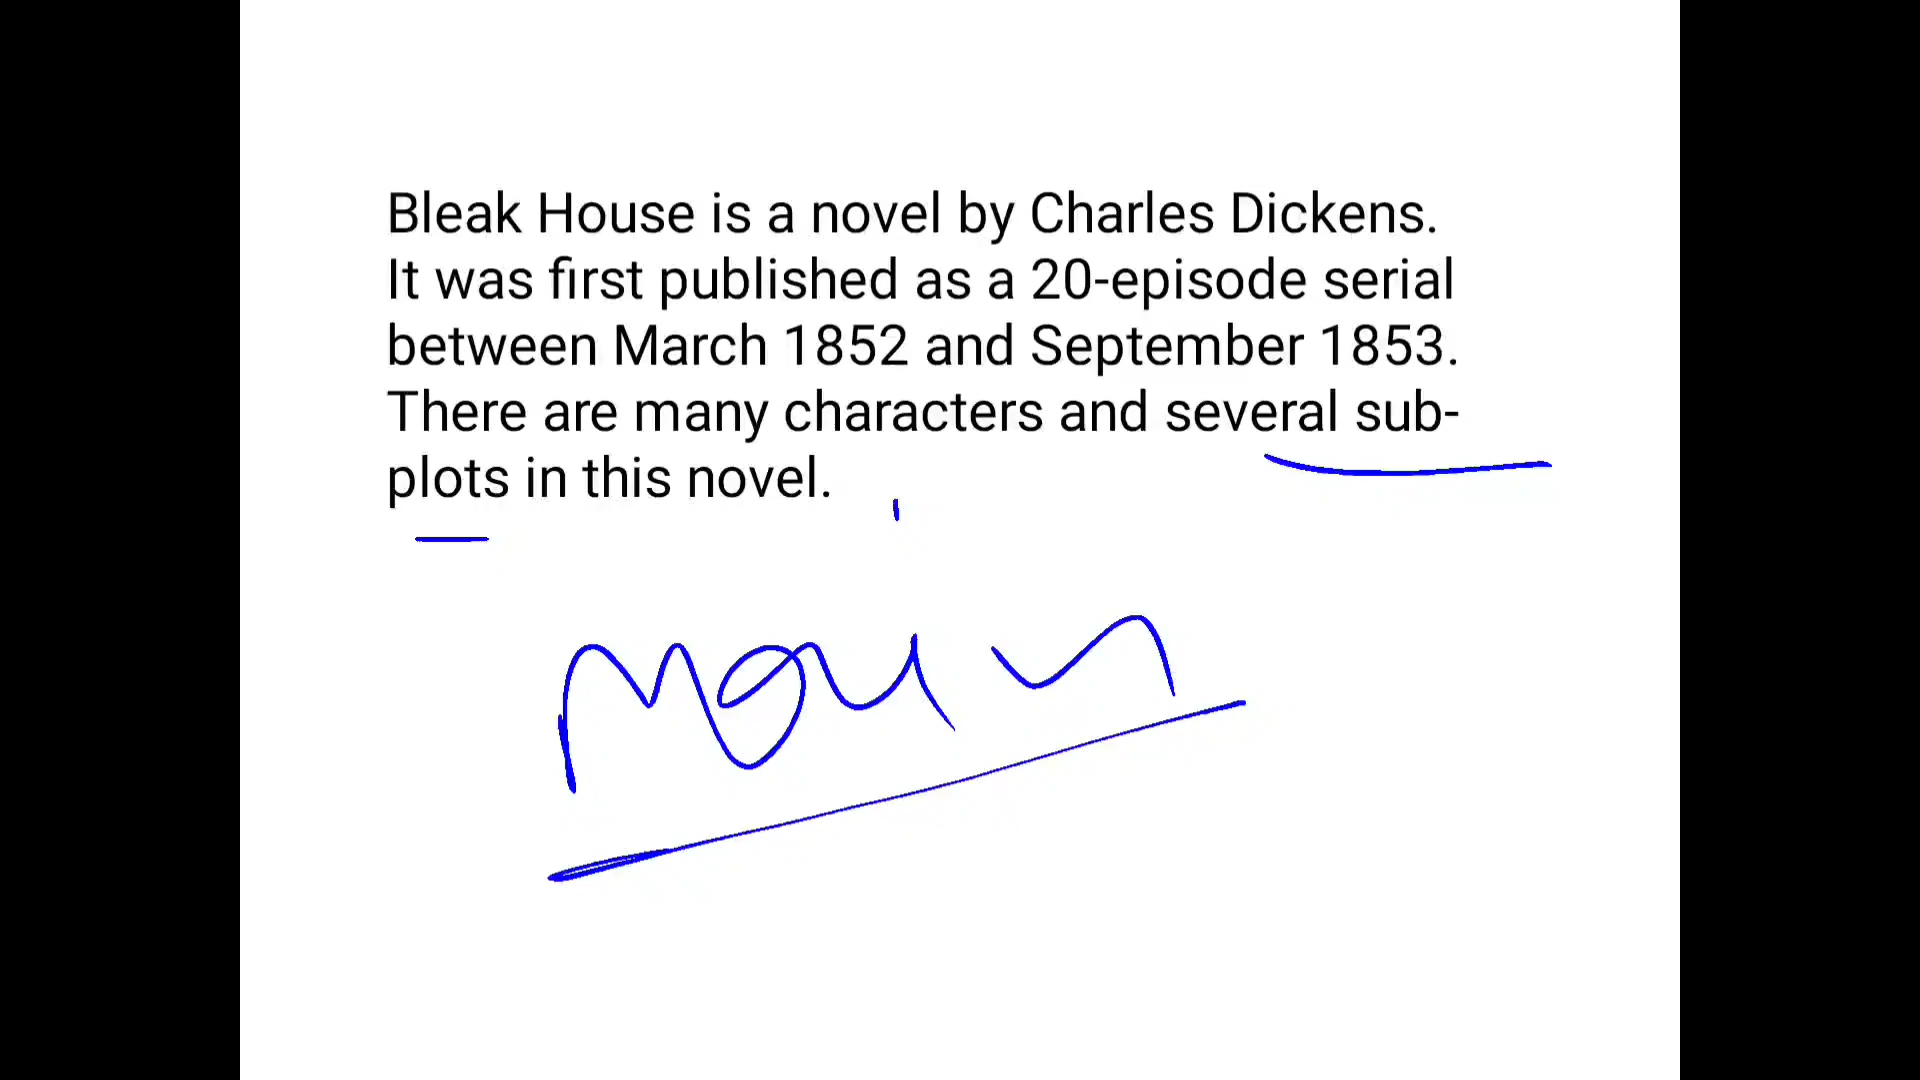 Bleak House is a novel by Charles Dickens.
It was first published as a 20-episode serial
between March 1852 and September 1853.
There are many characters and several sub-
plots in this novel.
main